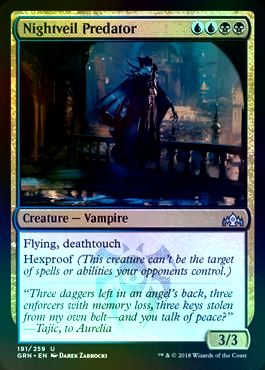 Nightveil Predator
Creature — Vampire
Flying, deathtouch
Hexproof (This creature can't be the target
of spells or abilities your opponents control.)
“Three daggers left in an angel's back, three
enforcers with memory loss, three keys stolen
from my own belt—and you talk of peace?”
—Tajic, to Aurelia
3/3
191/259 U
GRN • EN Darek Zabrocki
™ & © 2018 Wizards of the Coast